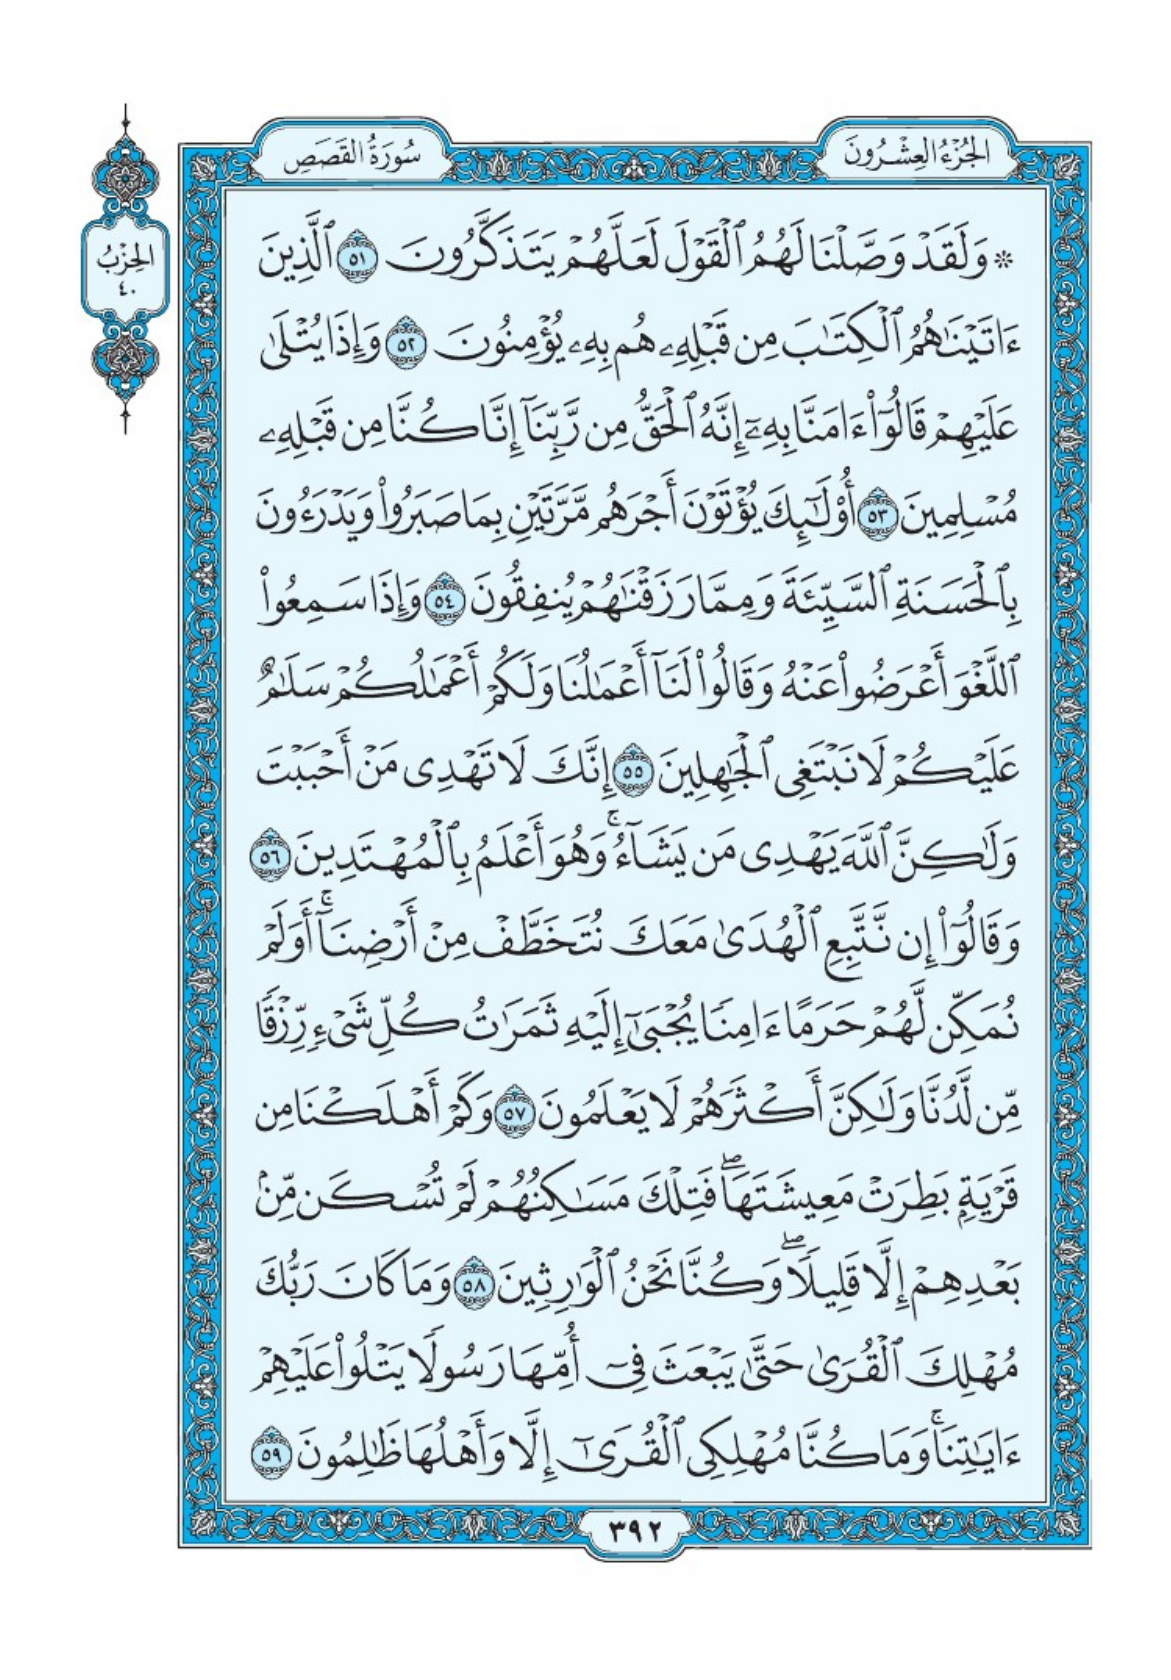 الجُزْءُ العِشْرُونَ
سُورَةُ القَصَصِ
الحِزْبُ
٤٠
۞ وَلَقَدْ وَصَّلْنَا لَهُمُ ٱلْقَوْلَ لَعَلَّهُمْ يَتَذَكَّرُونَ ٥١ ٱلَّذِينَ
ءَاتَيْنَٰهُمُ ٱلْكِتَٰبَ مِن قَبْلِهِۦ هُم بِهِۦ يُؤْمِنُونَ ٥٢ وَإِذَا يُتْلَىٰ
عَلَيْهِمْ قَالُوٓا۟ ءَامَنَّا بِهِۦٓ إِنَّهُ ٱلْحَقُّ مِن رَّبِّنَآ إِنَّا كُنَّا مِن قَبْلِهِۦ
مُسْلِمِينَ ٥٣ أُو۟لَٰٓئِكَ يُؤْتَوْنَ أَجْرَهُم مَّرَّتَيْنِ بِمَا صَبَرُوا۟ وَيَدْرَءُونَ
بِٱلْحَسَنَةِ ٱلسَّيِّئَةَ وَمِمَّا رَزَقْنَٰهُمْ يُنفِقُونَ ٥٤ وَإِذَا سَمِعُوا۟
ٱللَّغْوَ أَعْرَضُوا۟ عَنْهُ وَقَالُوا۟ لَنَآ أَعْمَٰلُنَا وَلَكُمْ أَعْمَٰلُكُمْ سَلَٰمٌ
عَلَيْكُمْ لَا نَبْتَغِى ٱلْجَٰهِلِينَ ٥٥ إِنَّكَ لَا تَهْدِى مَنْ أَحْبَبْتَ
وَلَٰكِنَّ ٱللَّهَ يَهْدِى مَن يَشَآءُ ۚ وَهُوَ أَعْلَمُ بِٱلْمُهْتَدِينَ ٥٦
وَقَالُوٓا۟ إِن نَّتَّبِعِ ٱلْهُدَىٰ مَعَكَ نُتَخَطَّفْ مِنْ أَرْضِنَآ ۚ أَوَلَمْ
نُمَكِّن لَّهُمْ حَرَمًا ءَامِنًا يُجْبَىٰٓ إِلَيْهِ ثَمَرَٰتُ كُلِّ شَىْءٍ رِّزْقًا
مِّن لَّدُنَّا وَلَٰكِنَّ أَكْثَرَهُمْ لَا يَعْلَمُونَ ٥٧ وَكَمْ أَهْلَكْنَا مِن
قَرْيَةٍۭ بَطِرَتْ مَعِيشَتَهَا ۖ فَتِلْكَ مَسَٰكِنُهُمْ لَمْ تُسْكَن مِّنۢ
بَعْدِهِمْ إِلَّا قَلِيلًا ۖ وَكُنَّا نَحْنُ ٱلْوَٰرِثِينَ ٥٨ وَمَا كَانَ رَبُّكَ
مُهْلِكَ ٱلْقُرَىٰ حَتَّىٰ يَبْعَثَ فِىٓ أُمِّهَا رَسُولًا يَتْلُوا۟ عَلَيْهِمْ
ءَايَٰتِنَا ۚ وَمَا كُنَّا مُهْلِكِى ٱلْقُرَىٰٓ إِلَّا وَأَهْلُهَا ظَٰلِمُونَ ٥٩
٣٩٢